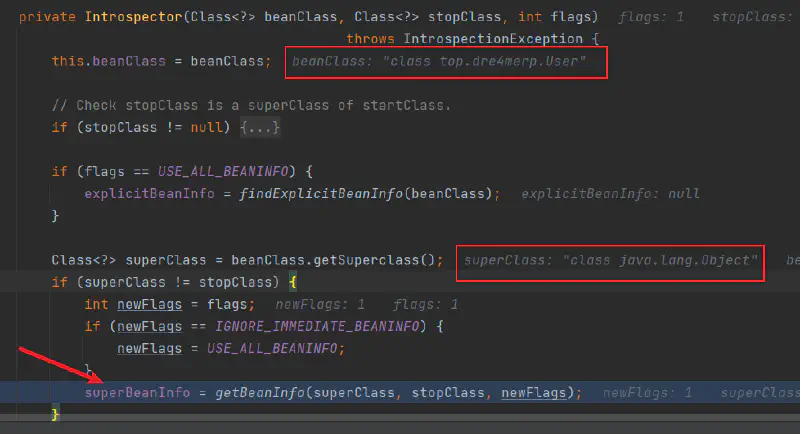 private Introspector(Class<?> beanClass, Class<?> stopClass, int flags)  flags: 1  stopClass:
throws IntrospectionException {
this.beanClass = beanClass;  beanClass: "class top.dre4merp.User"
// Check stopClass is a superClass of startClass.
if (stopClass != null) {...}
if (flags == USE_ALL_BEANINFO) {
explicitBeanInfo = findExplicitBeanInfo(beanClass);  explicitBeanInfo: null
}
Class<?> superClass = beanClass.getSuperclass();  superClass: "class java.lang.Object"  be
if (superClass != stopClass) {
int newFlags = flags;  newFlags: 1  flags: 1
if (newFlags == IGNORE_IMMEDIATE_BEANINFO) {
newFlags = USE_ALL_BEANINFO;
}
superBeanInfo = getBeanInfo(superClass, stopClass, newFlags);  newFlags: 1  superClass
}